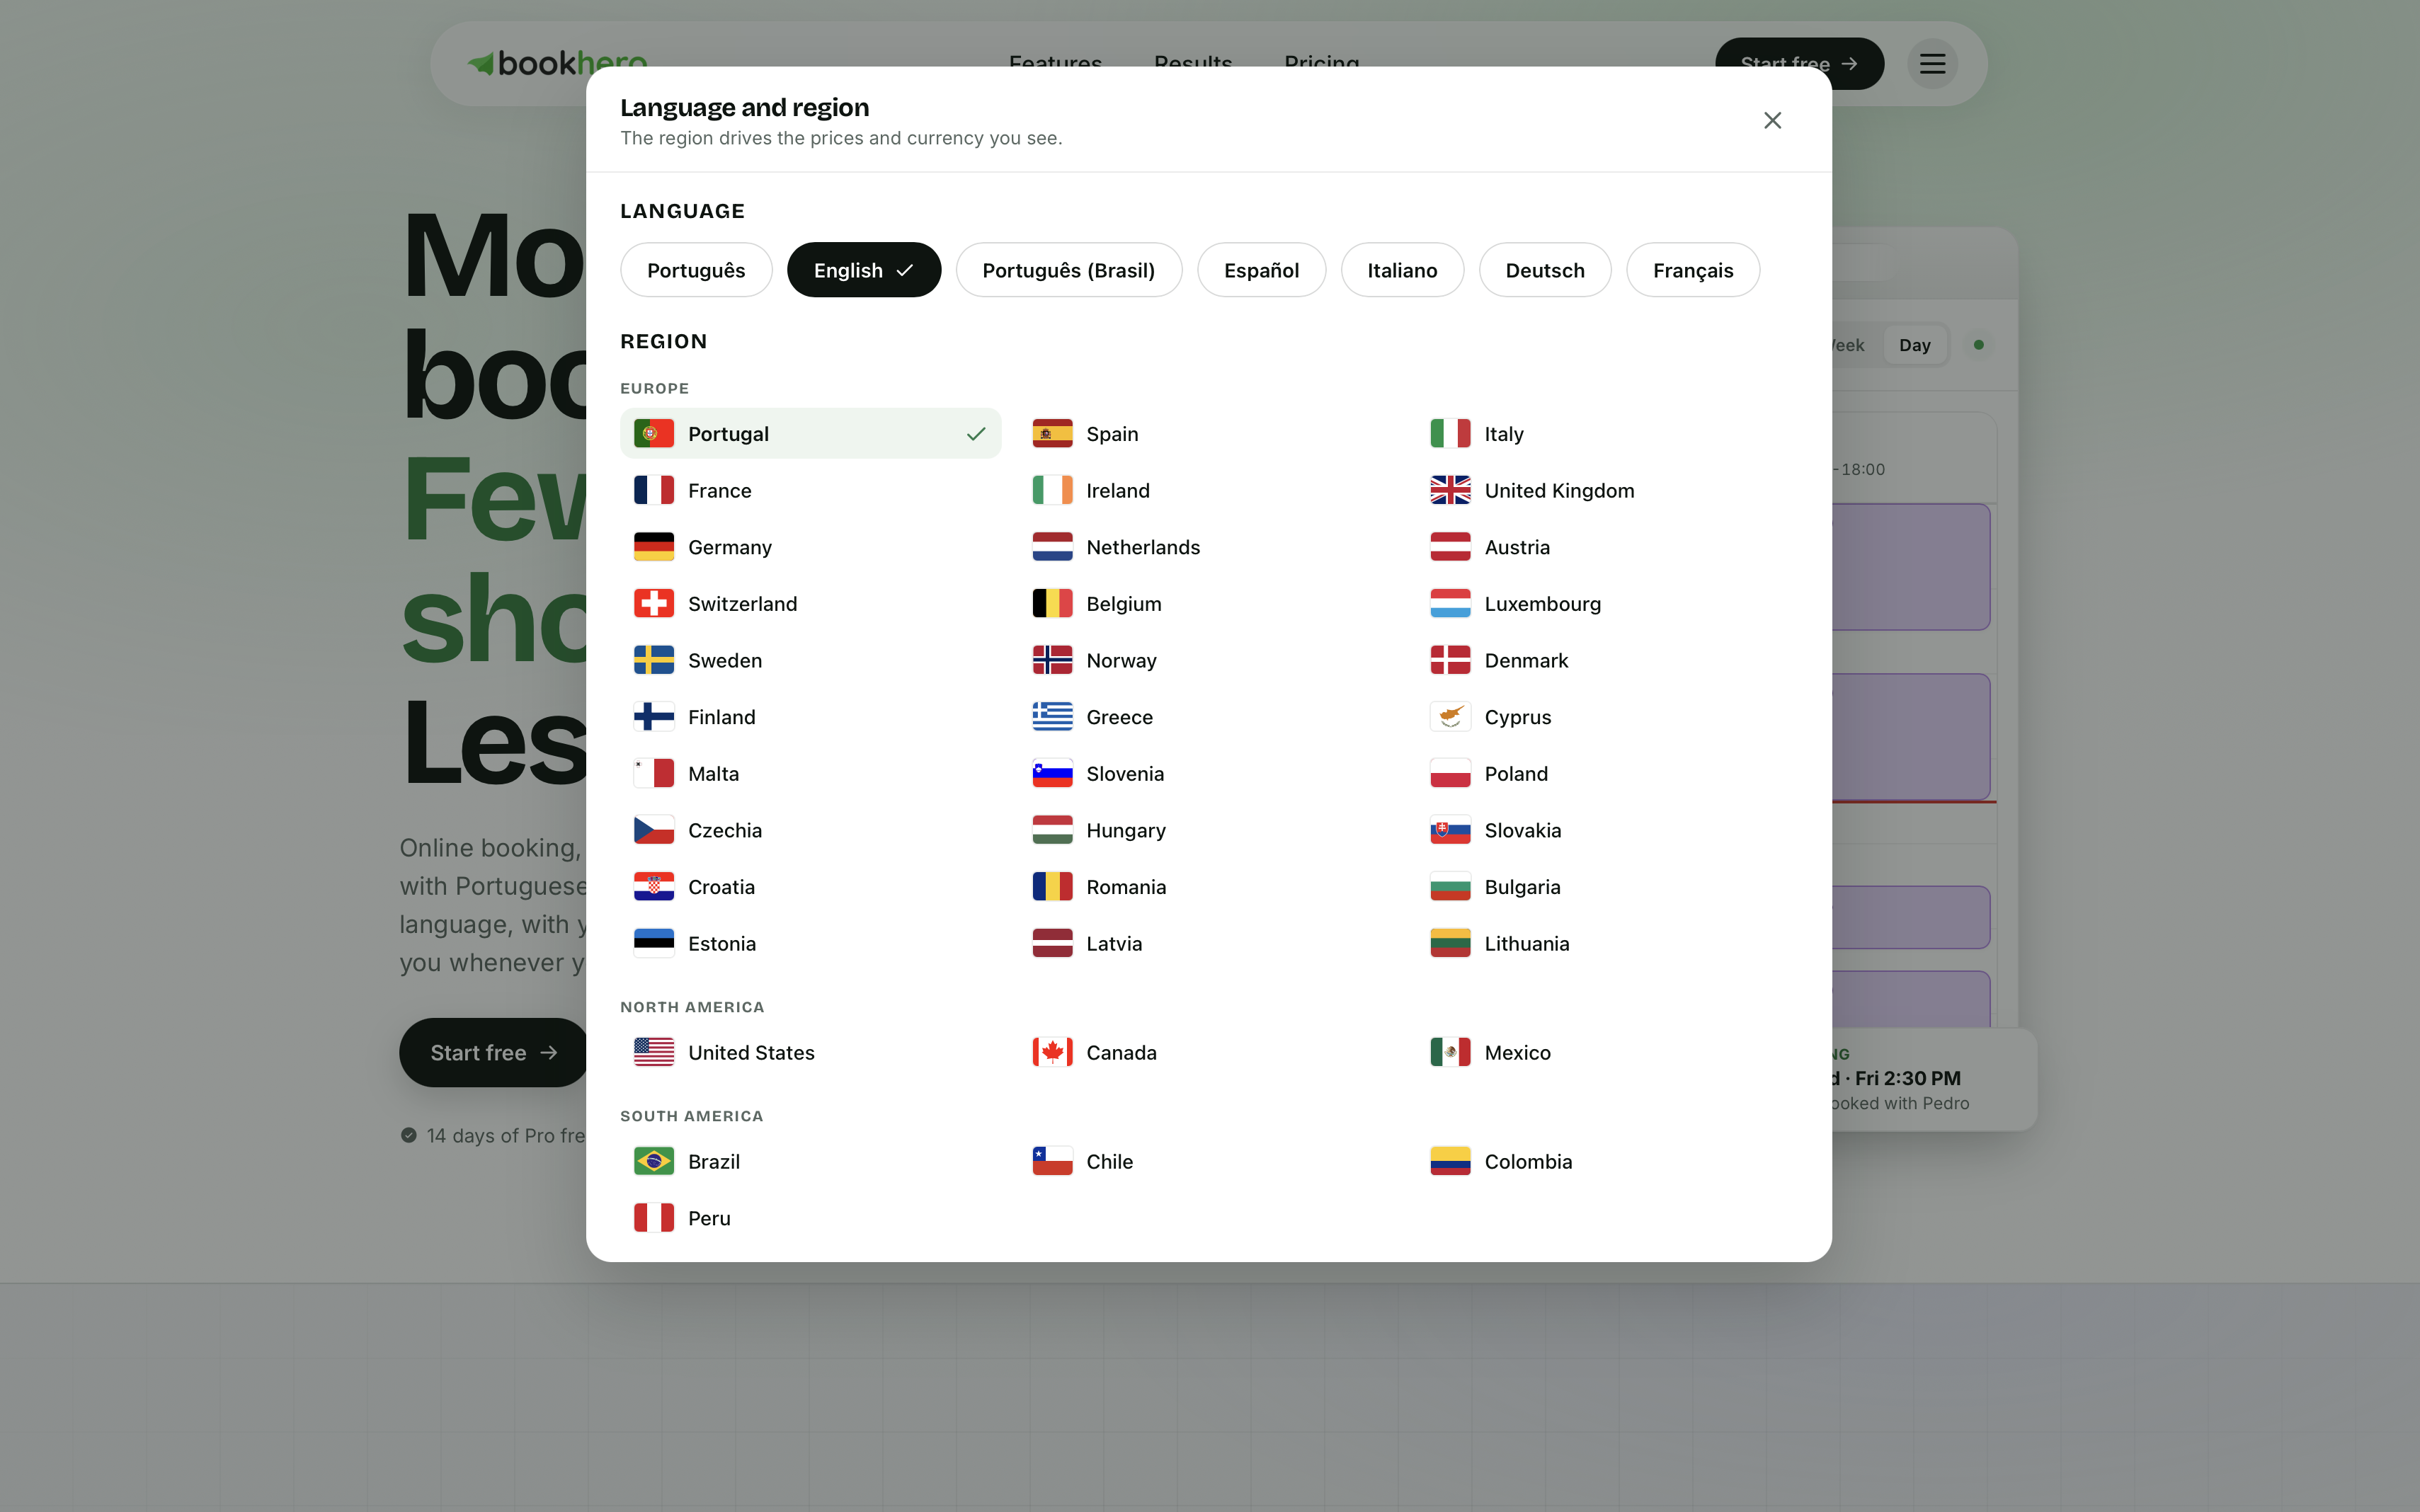 bookhero
Features Results Pricing
Start free
Language and region
The region drives the prices and currency you see.
LANGUAGE
Português English Português (Brasil) Español Italiano Deutsch Français
REGION
EUROPE
Portugal Spain Italy
France Ireland United Kingdom
Germany Netherlands Austria
Switzerland Belgium Luxembourg
Sweden Norway Denmark
Finland Greece Cyprus
Malta Slovenia Poland
Czechia Hungary Slovakia
Croatia Romania Bulgaria
Estonia Latvia Lithuania
NORTH AMERICA
United States Canada Mexico
SOUTH AMERICA
Brazil Chile Colombia
Peru
Les
Online booking,
with Portuguese
language, with
you whenever
Start free
14 days of Pro
Day
18:00
Fri 2:30 PM
with Pedro